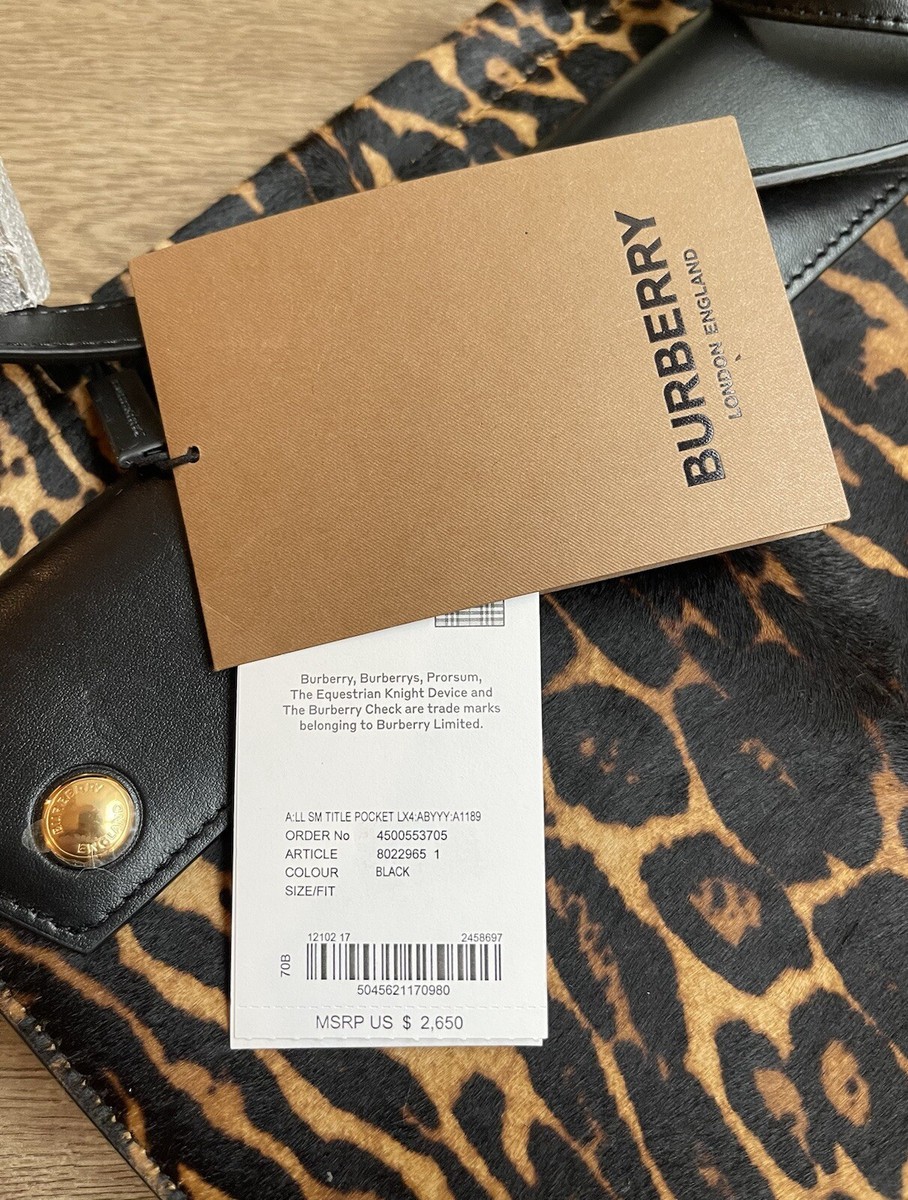 BURBERRY
LONDON ENGLAND
Burberry, Burberrys, Prorsum,
The Equestrian Knight Device and
The Burberry Check are trade marks
belonging to Burberry Limited.
A:LL SM TITLE POCKET LX4:ABYYY:A1189
ORDER No 4500553705
ARTICLE 8022965 1
COLOUR BLACK
SIZE/FIT
12102 17 2458697
70B
5045621170980
MSRP US $ 2,650
BURBERRY
ENGLAND